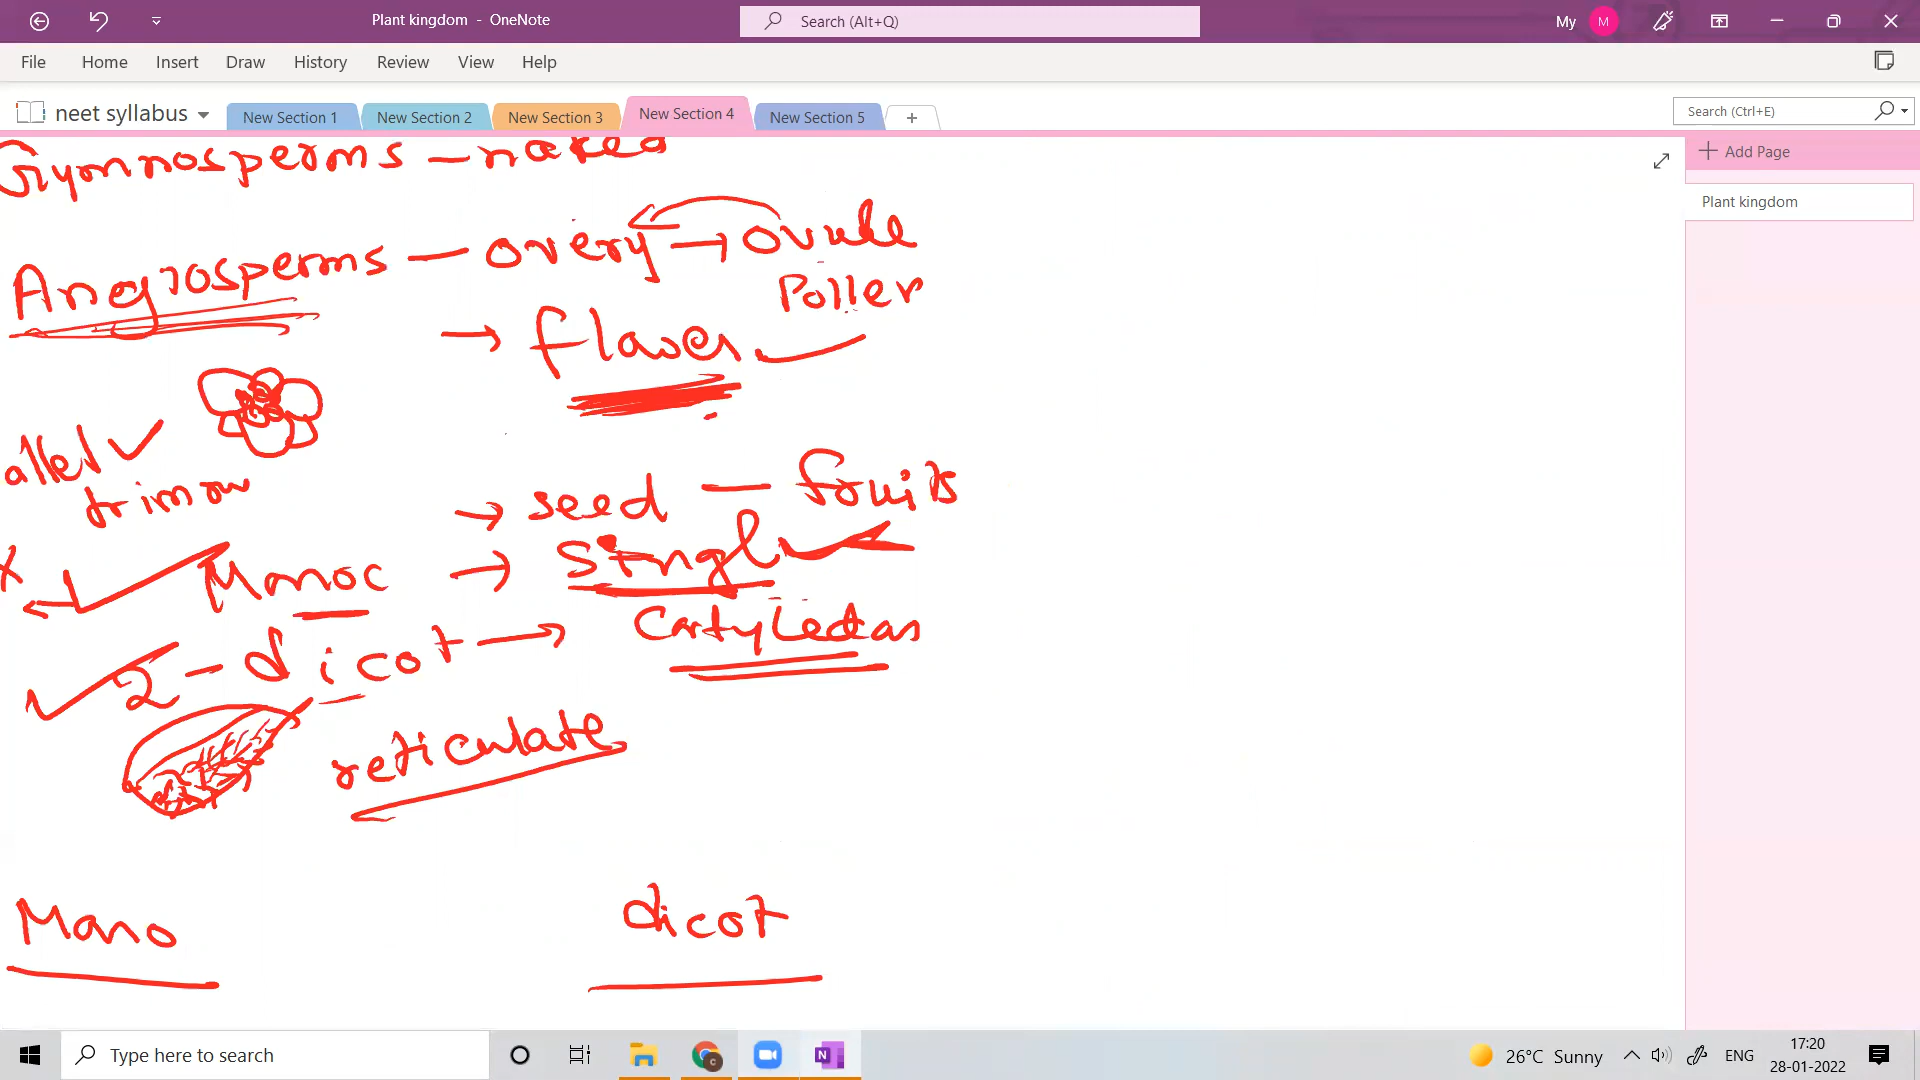 Plant kingdom - OneNote
Search (Alt+Q)
My M
File Home Insert Draw History Review View Help
neet syllabus New Section 1 New Section 2 New Section 3 New Section 4 New Section 5 +
Search (Ctrl+E)
Add Page
Plant kingdom
Gymnosperms - naked
Angiosperms - overy → ovule
Pollen
→ flower
allel
trimou
→ seed - fruits
X Monoc → Singl
2 - dicot → Cotyledon
reticulate
Mono dicot
Type here to search
26°C Sunny ENG 17:20
28-01-2022